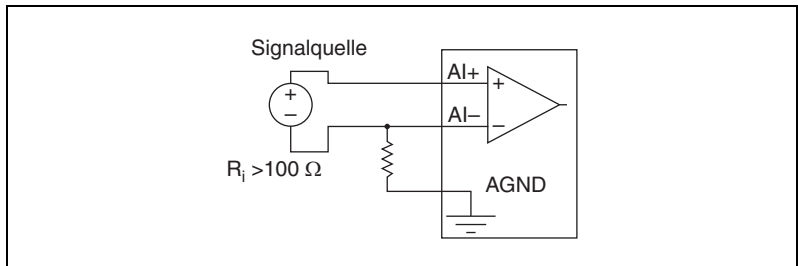 Signalquelle
AI+
+
+
−
AI−
−
Rᵢ >100 Ω
AGND